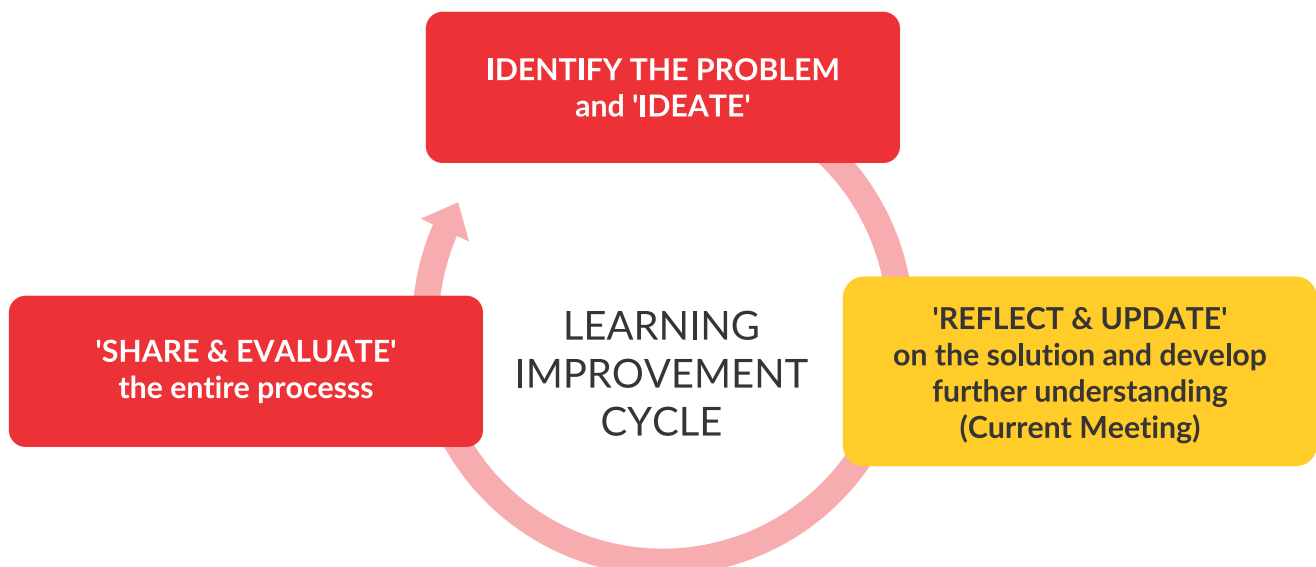 IDENTIFY THE PROBLEM
and 'IDEATE'
'REFLECT & UPDATE'
on the solution and develop
further understanding
(Current Meeting)
'SHARE & EVALUATE'
the entire processs
LEARNING
IMPROVEMENT
CYCLE